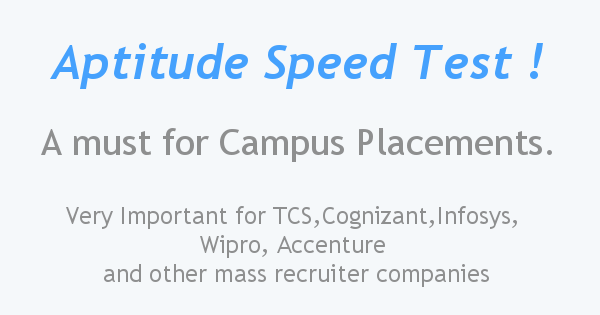 Aptitude Speed Test !
A must for Campus Placements.
Very Important for TCS,Cognizant,Infosys,
Wipro, Accenture
and other mass recruiter companies